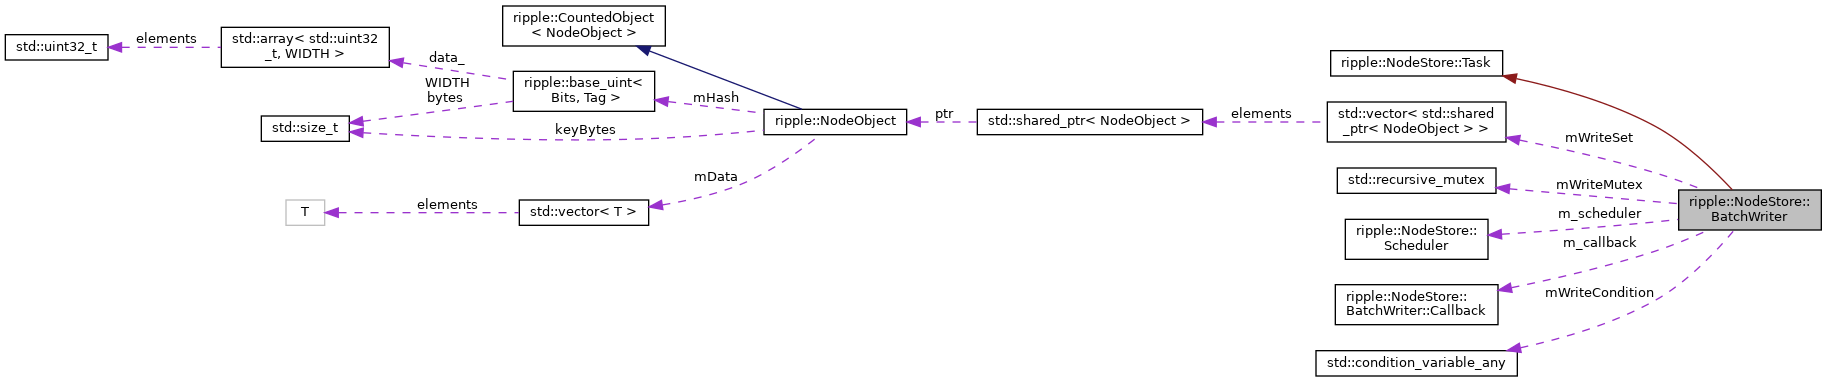 ripple::CountedObject
< NodeObject >
std::uint32_t
elements
std::array< std::uint32
_t, WIDTH >
data_
WIDTH
bytes
ripple::base_uint<
Bits, Tag >
mHash
std::size_t
keyBytes
ripple::NodeObject
ptr
std::shared_ptr< NodeObject >
elements
std::vector< std::shared
_ptr< NodeObject > >
ripple::NodeStore::Task
mWriteSet
std::recursive_mutex
mWriteMutex
ripple::NodeStore::
BatchWriter
mData
T
elements
std::vector< T >
m_scheduler
ripple::NodeStore::
Scheduler
m_callback
ripple::NodeStore::
BatchWriter::Callback
mWriteCondition
std::condition_variable_any